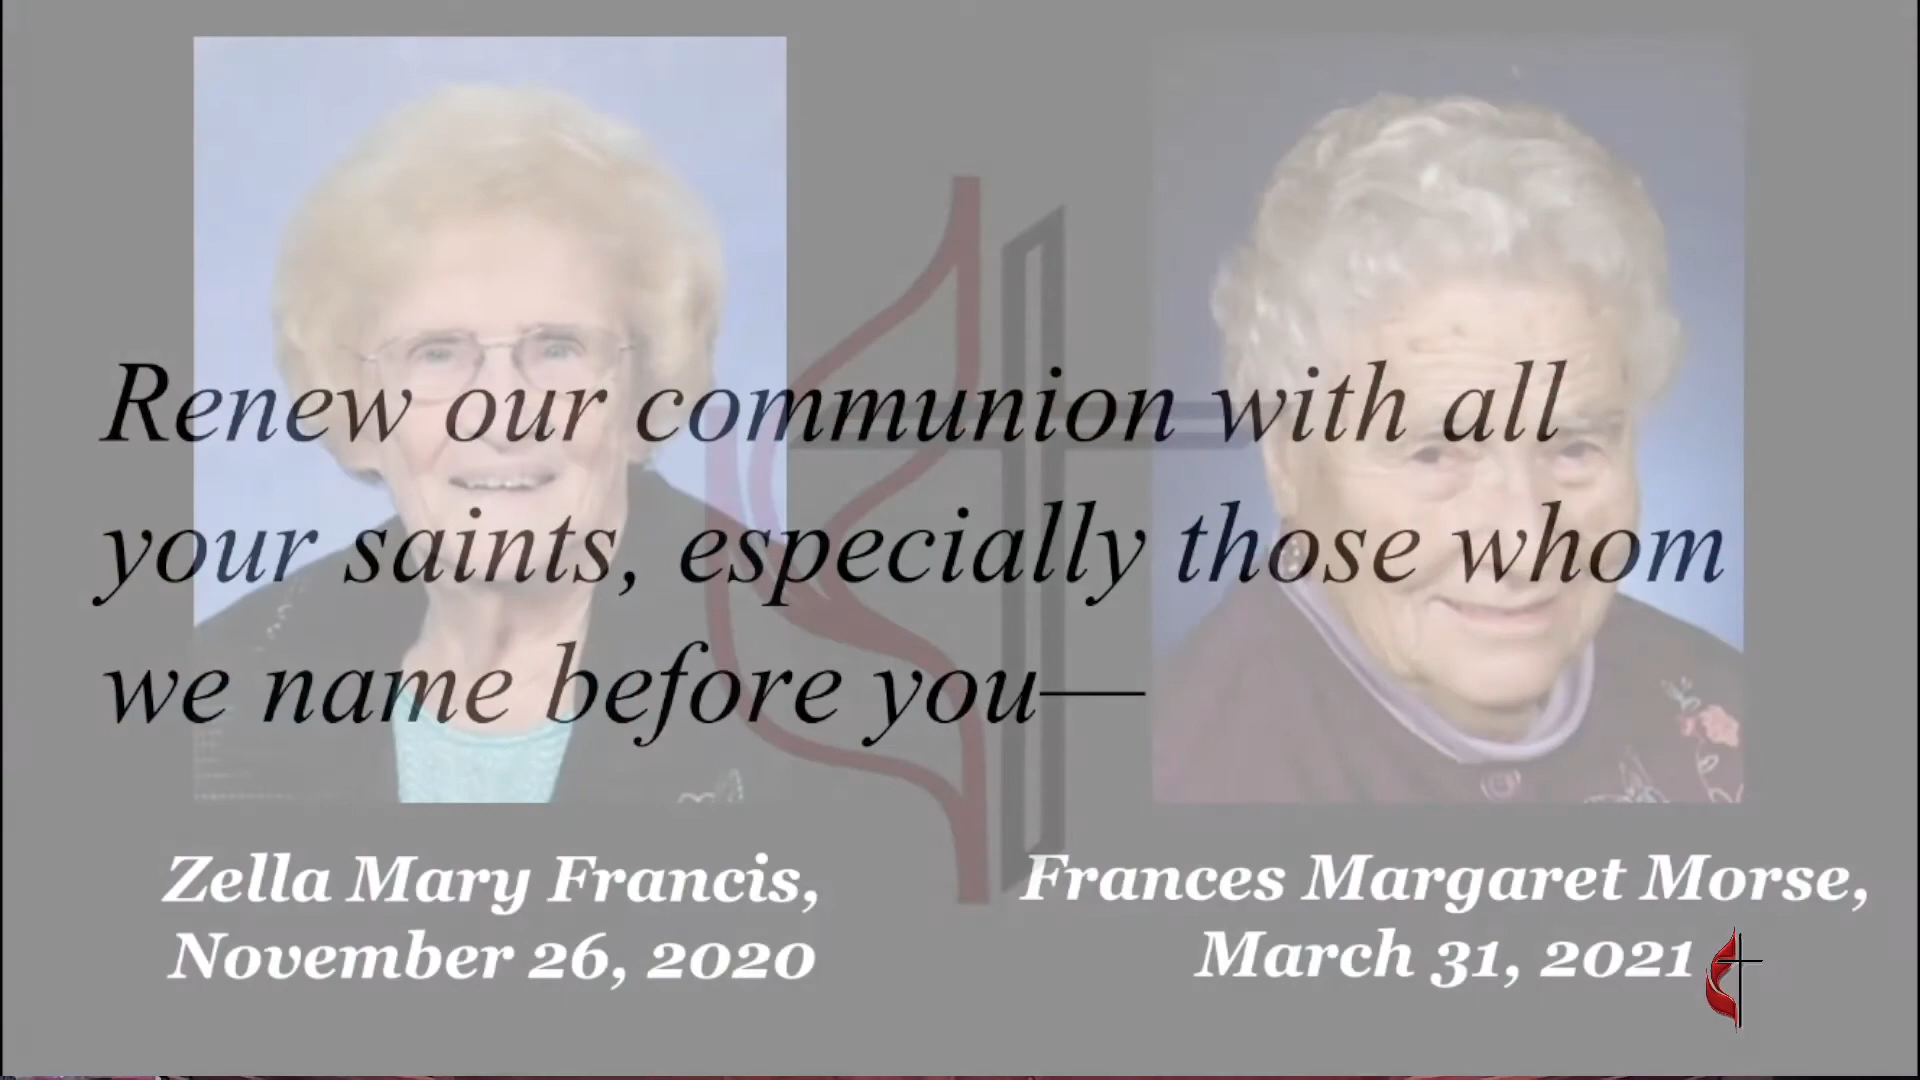 Renew our communion with all
your saints, especially those whom
we name before you—
Zella Mary Francis,
November 26, 2020
Frances Margaret Morse,
March 31, 2021